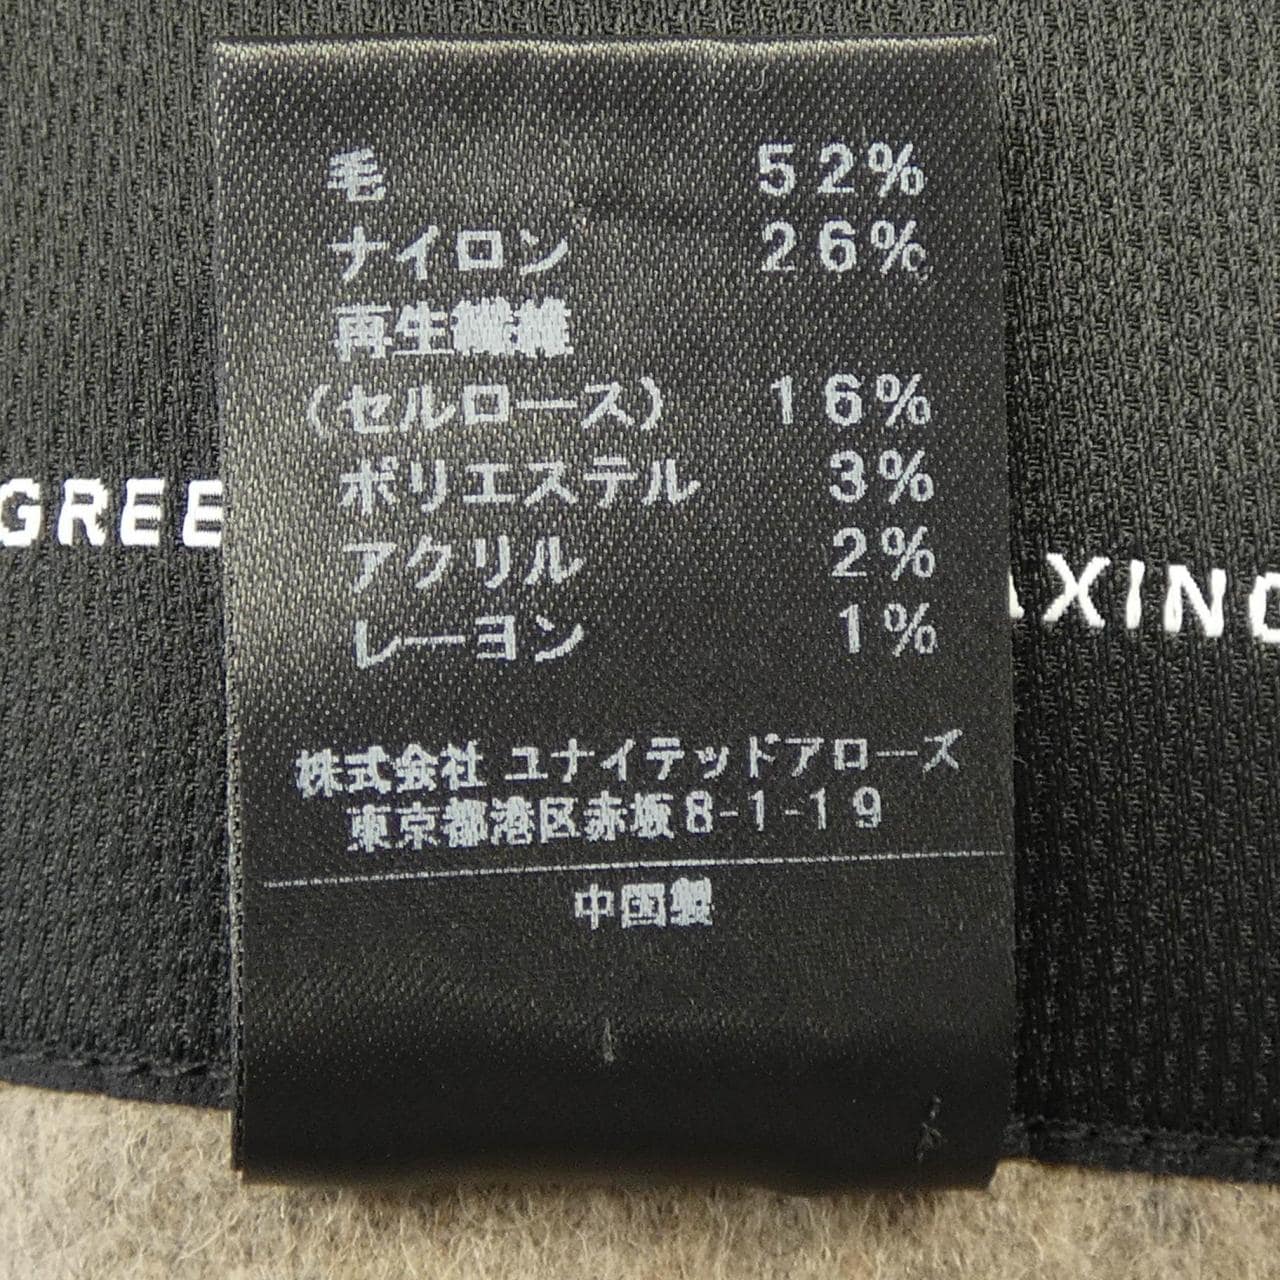 毛 52%
ナイロン 26%
再生繊維
(セルロース) 16%
ポリエステル 3%
アクリル 2%
レーヨン 1%
GREE
AXING
株式会社 ユナイテッドアローズ
東京都港区赤坂8-1-19
中国製